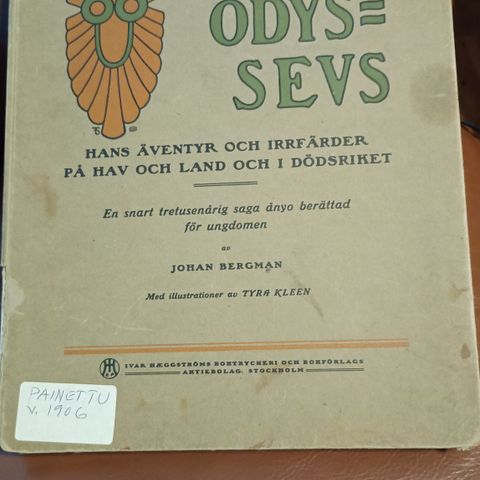 ODYS=
SEVS
HANS ÄVENTYR OCH IRRFÄRDER
PÅ HAV OCH LAND OCH I DÖDSRIKET
En snart tretusenårig saga ånyo berättad
för ungdomen
av
JOHAN BERGMAN
Med illustrationer av TYRA KLEEN
IVAR HÆGGSTRÖMS BOKTRYCKERI OCH BOKFÖRLAGS
AKTIEBOLAG. STOCKHOLM
PAINETTU
v. 1906